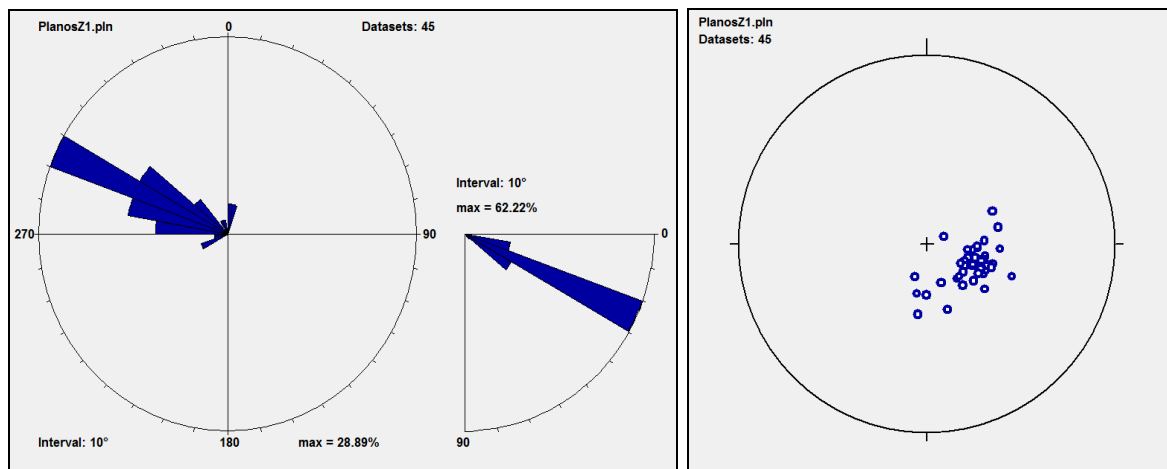 PlanosZ1.pln
0
Datasets: 45
Interval: 10°
max = 62.22%
270
90
0
Interval: 10°
180
max = 28.89%
90
PlanosZ1.pln
Datasets: 45